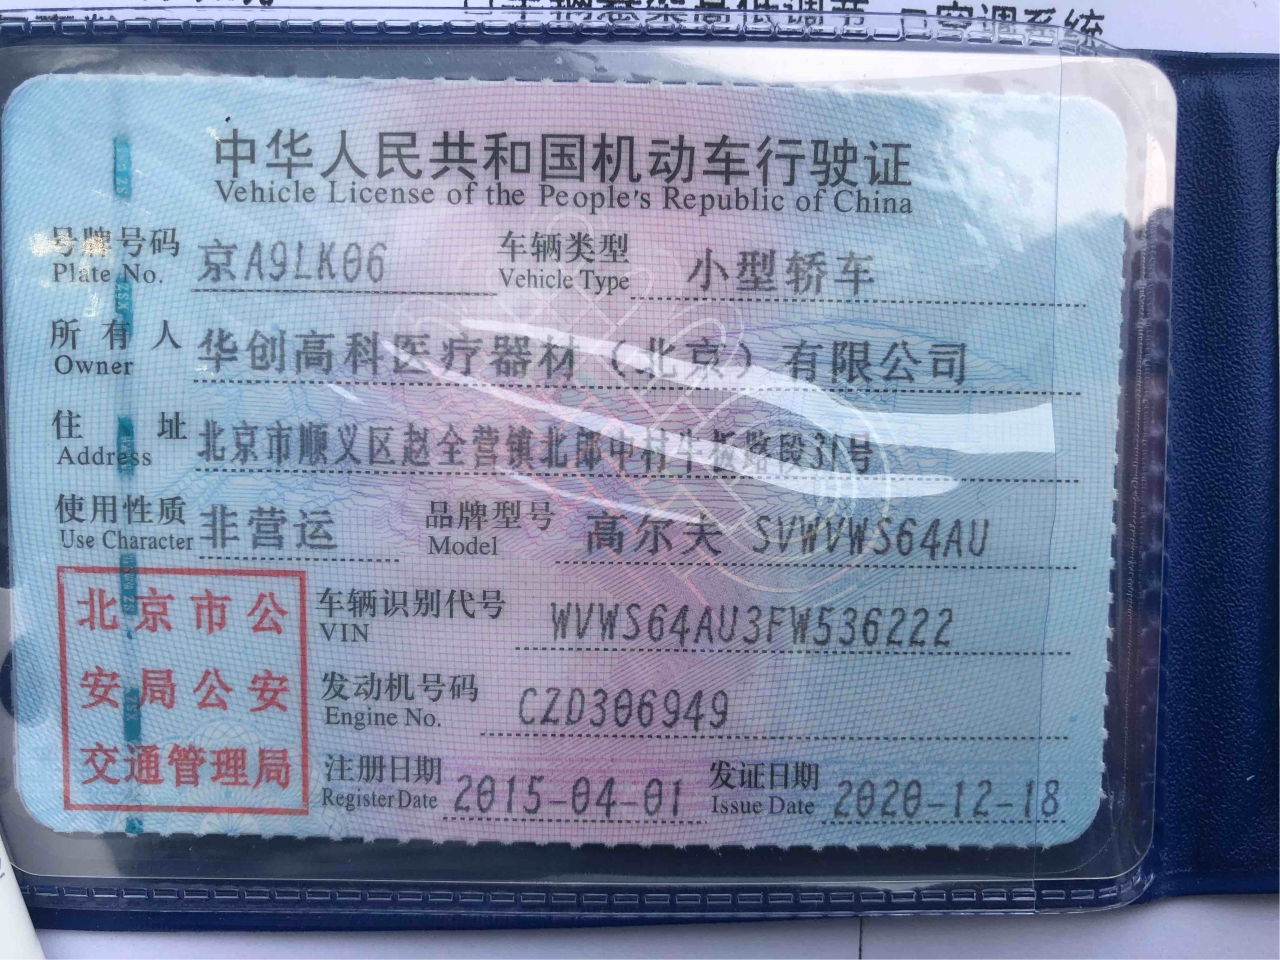 中华人民共和国机动车行驶证
Vehicle License of the People's Republic of China
号牌号码 京A9LK06 车辆类型 小型轿车
Plate No. Vehicle Type
所有人 华创高科医疗器材（北京）有限公司
Owner
住址 北京市顺义区赵全营镇北郎中村牛板路段31号
Address
使用性质 非营运 品牌型号 高尔夫 SVWVWS64AU
Use Character Model
北京市公
安局公安
交通管理局
车辆识别代号 WVWS64AU3FW536222
VIN
发动机号码 CZD306949
Engine No.
注册日期 2015-04-01 发证日期 2020-12-18
Register Date Issue Date